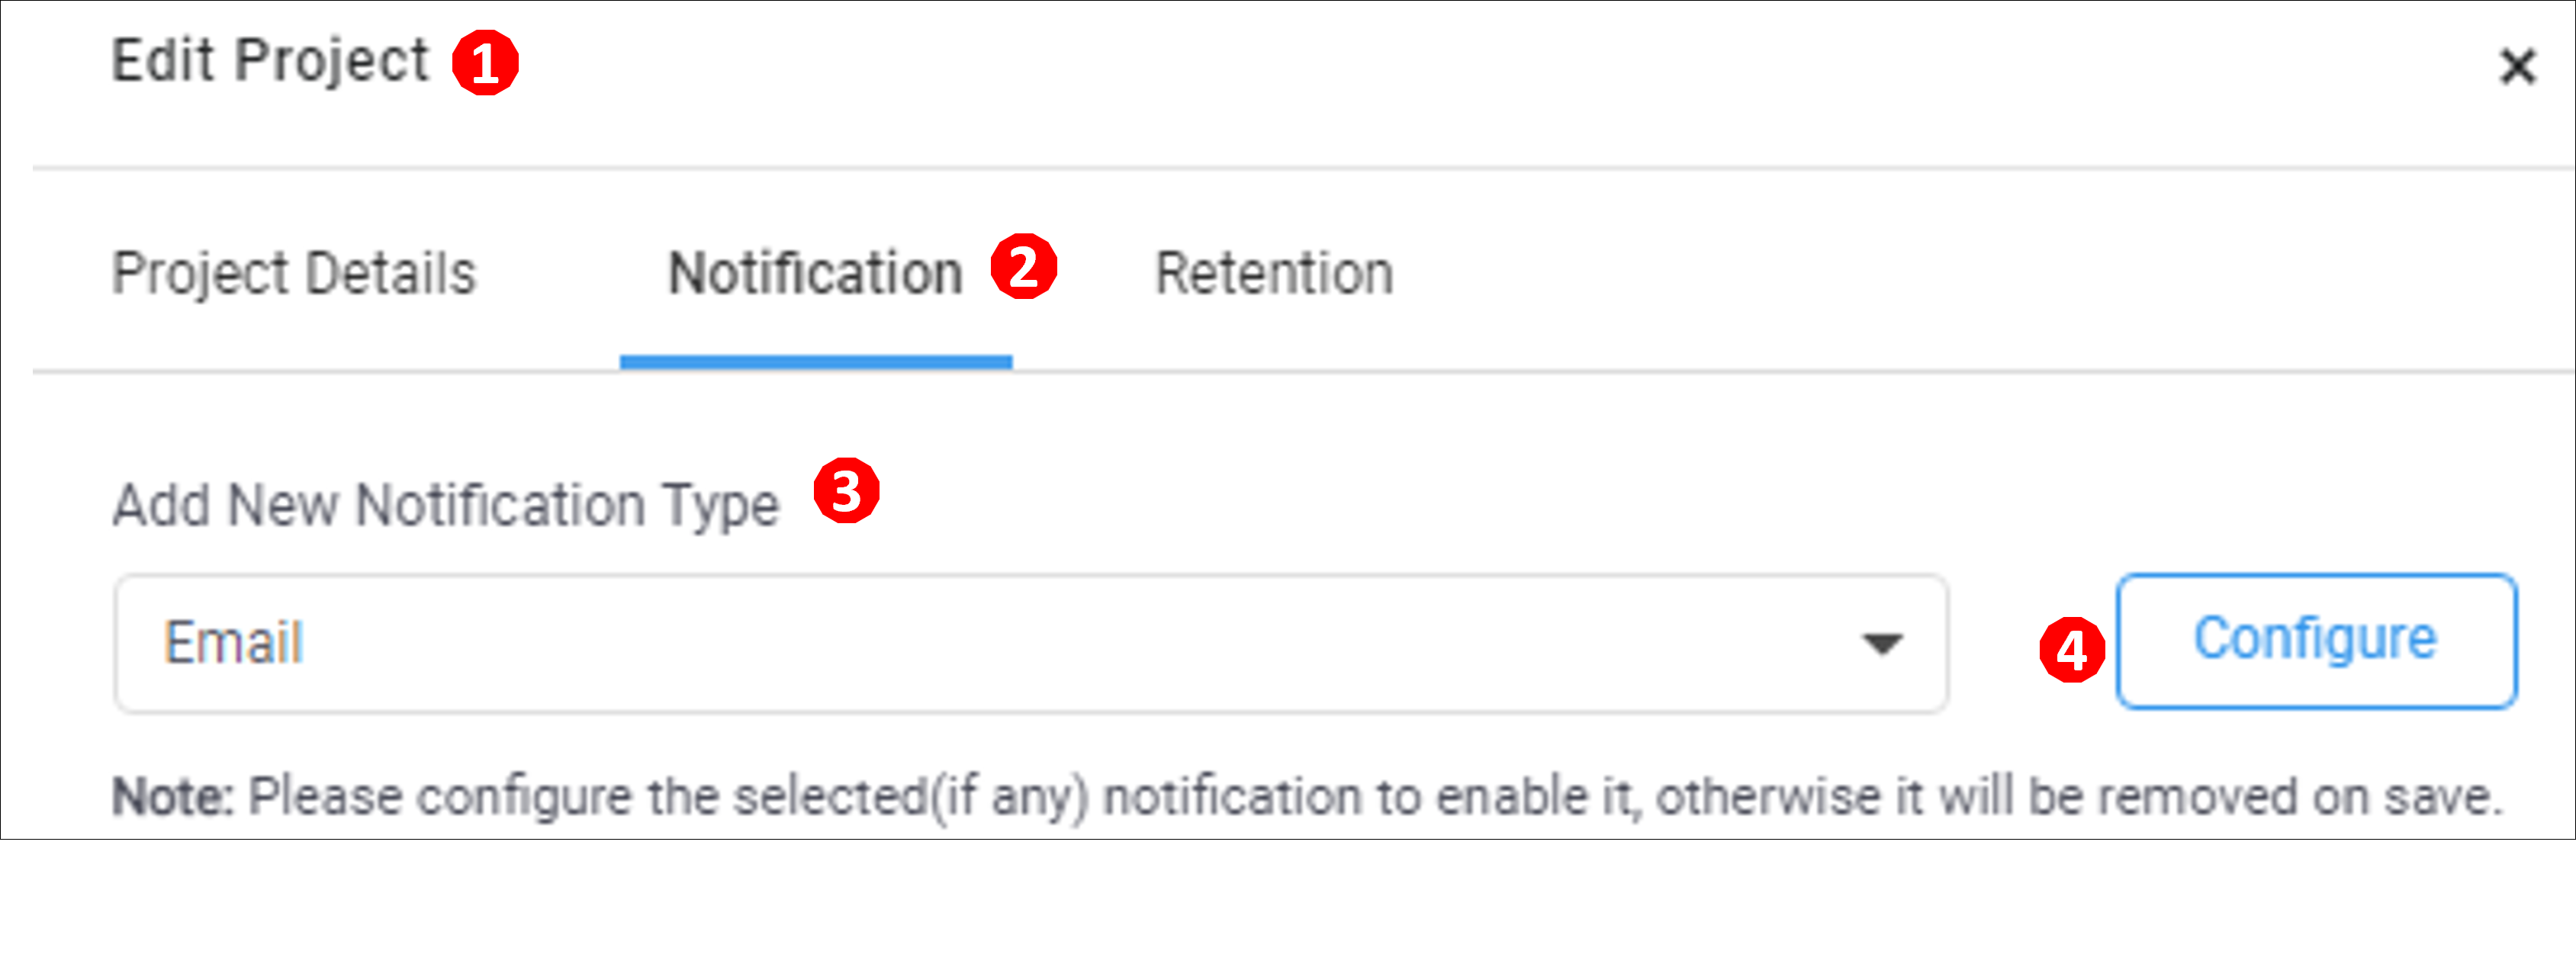 Edit Project 1 ×
Project Details Notification 2 Retention
Add New Notification Type 3
Email 4 Configure
Note: Please configure the selected(if any) notification to enable it, otherwise it will be removed on save.